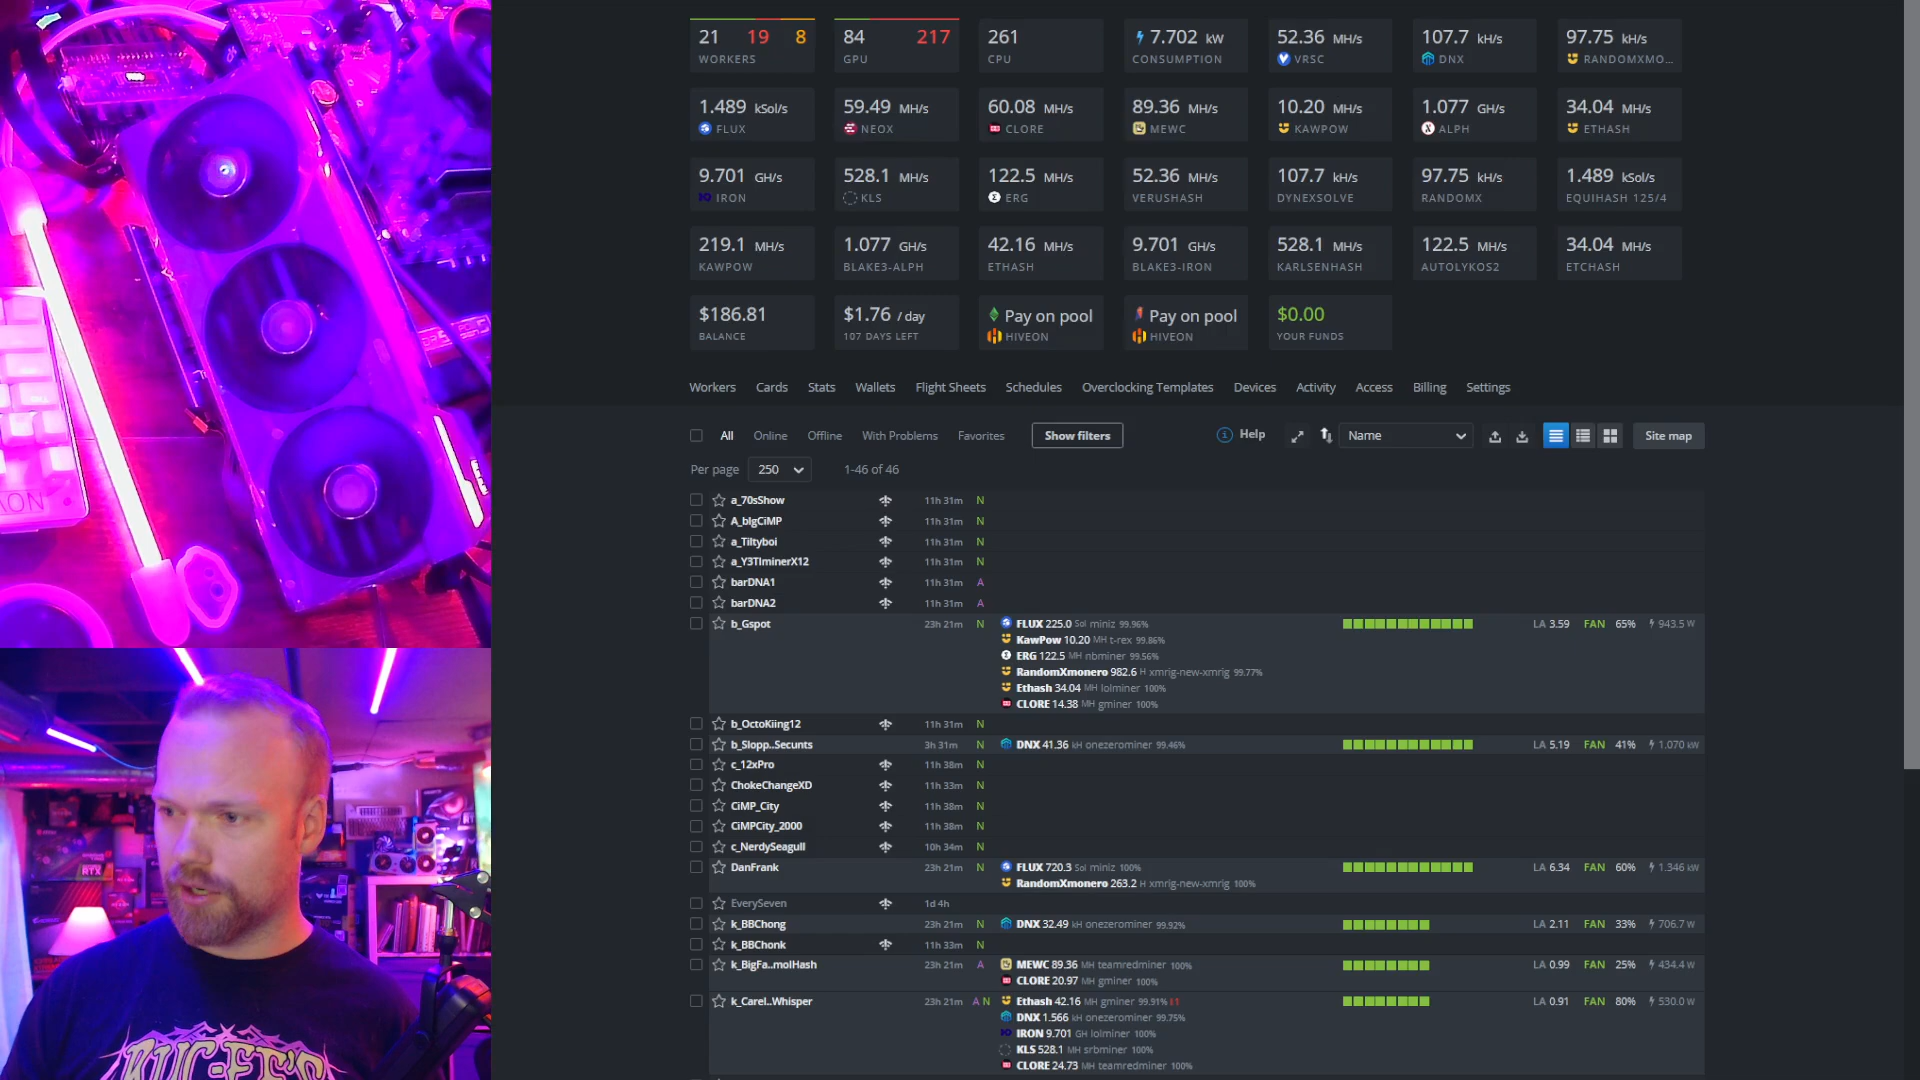 21 19 8
WORKERS
84 217
GPU
261
CPU
7.702 kW
CONSUMPTION
52.36 MH/s
VRSC
107.7 kH/s
DNX
97.75 kH/s
RANDOMXMO...
1.489 kSol/s
FLUX
59.49 MH/s
NEOX
60.08 MH/s
CLORE
89.36 MH/s
MEWC
10.20 MH/s
KAWPOW
1.077 GH/s
ALPH
34.04 MH/s
ETHASH
9.701 GH/s
IRON
528.1 MH/s
KLS
122.5 MH/s
ERG
52.36 MH/s
VERUSHASH
107.7 kH/s
DYNEXSOLVE
97.75 kH/s
RANDOMX
1.489 kSol/s
EQUIHASH 125/4
219.1 MH/s
KAWPOW
1.077 GH/s
BLAKE3-ALPH
42.16 MH/s
ETHASH
9.701 GH/s
BLAKE3-IRON
528.1 MH/s
KARLSENHASH
122.5 MH/s
AUTOLYKOS2
34.04 MH/s
ETCHASH
$186.81
BALANCE
$1.76 / day
107 DAYS LEFT
Pay on pool
HIVEON
Pay on pool
HIVEON
$0.00
YOUR FUNDS
Workers Cards Stats Wallets Flight Sheets Schedules Overclocking Templates Devices Activity Access Billing Settings
All Online Offline With Problems Favorites Show filters Help Name Site map
Per page 250 1-46 of 46
a_70sShow 11h 31m N
A_bIgCiMP 11h 31m N
a_Tiltyboi 11h 31m N
a_Y3TIminerX12 11h 31m N
barDNA1 11h 31m A
barDNA2 11h 31m A
b_Gspot 23h 21m N FLUX 225.0 Sol miniz 99.96% LA 3.59 FAN 65% 943.5 W
KawPow 10.20 MH t-rex 99.86%
ERG 122.5 MH nbminer 99.56%
RandomXmonero 982.6 H xmrig-new-xmrig 99.77%
Ethash 34.04 MH lolminer 100%
CLORE 14.38 MH gminer 100%
b_OctoKiing12 11h 31m N
b_Slopp..Secunts 3h 31m N DNX 41.36 kH onezerominer 99.46% LA 5.19 FAN 41% 1.070 kW
c_12xPro 11h 38m N
ChokeChangeXD 11h 33m N
CiMP_City 11h 38m N
CiMPCity_2000 11h 38m N
c_NerdySeagull 10h 34m N
DanFrank 23h 21m N FLUX 720.3 Sol miniz 100% LA 6.34 FAN 60% 1.346 kW
RandomXmonero 263.2 H xmrig-new-xmrig 100%
EverySeven 1d 4h
k_BBChong 23h 21m N DNX 32.49 kH onezerominer 99.92% LA 2.11 FAN 33% 706.7 W
k_BBChonk 11h 33m N
k_BigFa..molHash 23h 21m A MEWC 89.36 MH teamredminer 100% LA 0.99 FAN 25% 434.4 W
CLORE 20.97 MH gminer 100%
k_Carel..Whisper 23h 21m A N Ethash 42.16 MH gminer 99.91% LA 0.91 FAN 80% 530.0 W
DNX 1.566 kH onezerominer 99.75%
IRON 9.701 GH lolminer 100%
KLS 528.1 MH srbminer 100%
CLORE 24.73 MH teamredminer 100%
RTX
BUC-EE'S